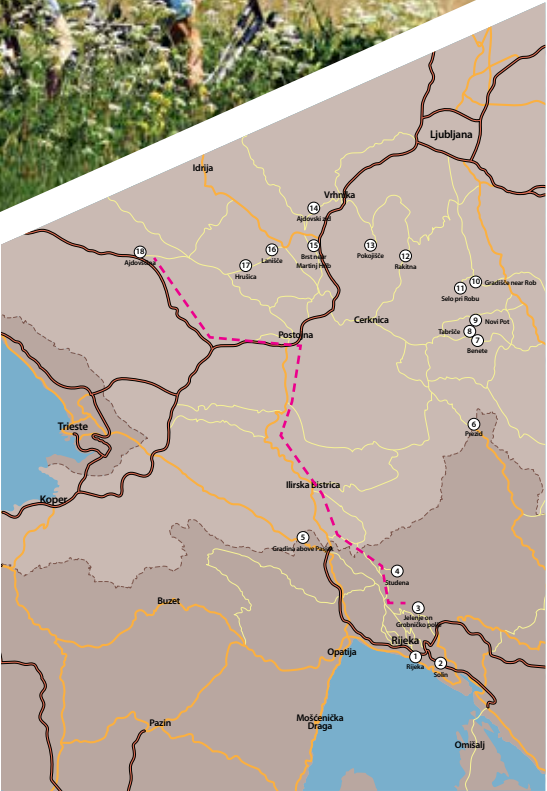 Ljubljana
Idrija
Vrhnika
14
Ajdovski zid
18
Ajdovščina
16
Lanišče
17
Hrušica
15
Brst near
Martinj Hrib
13
Pokojišče
12
Rakitna
10
Gradišče near Rob
11
Selo pri Robu
9
Novi Pot
8
Tabršče
7
Benete
Cerknica
Postojna
Trieste
6
Prezid
Koper
Ilirska Bistrica
5
Gradina above Pasjak
4
Studena
3
Jelenje on
Grobničko polje
Buzet
Rijeka
1
Rijeka
2
Solin
Opatija
Pazin
Mošćenička
Draga
Omišalj